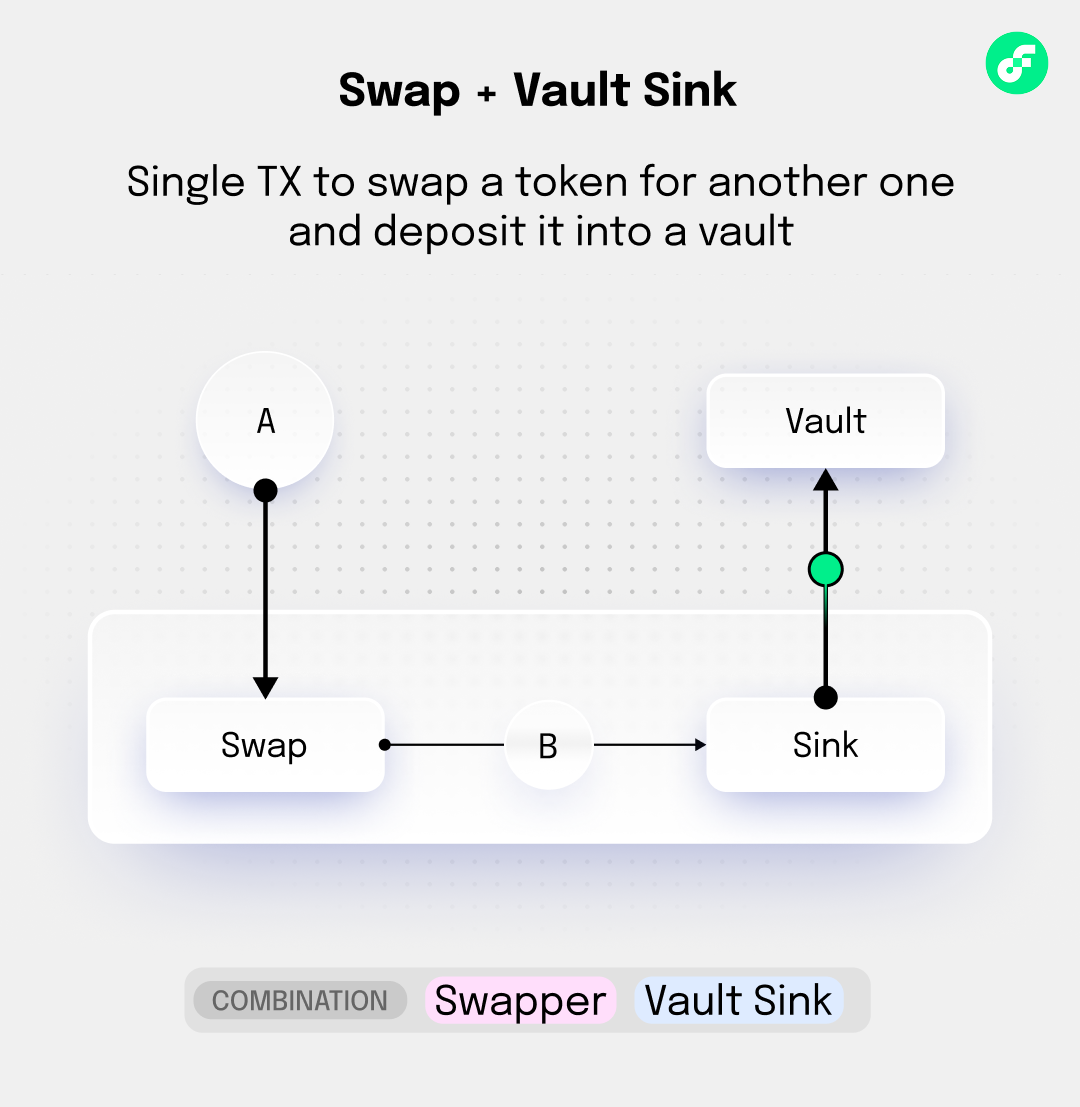 Swap + Vault Sink
Single TX to swap a token for another one
and deposit it into a vault
A
Vault
Swap
B
Sink
COMBINATION Swapper Vault Sink